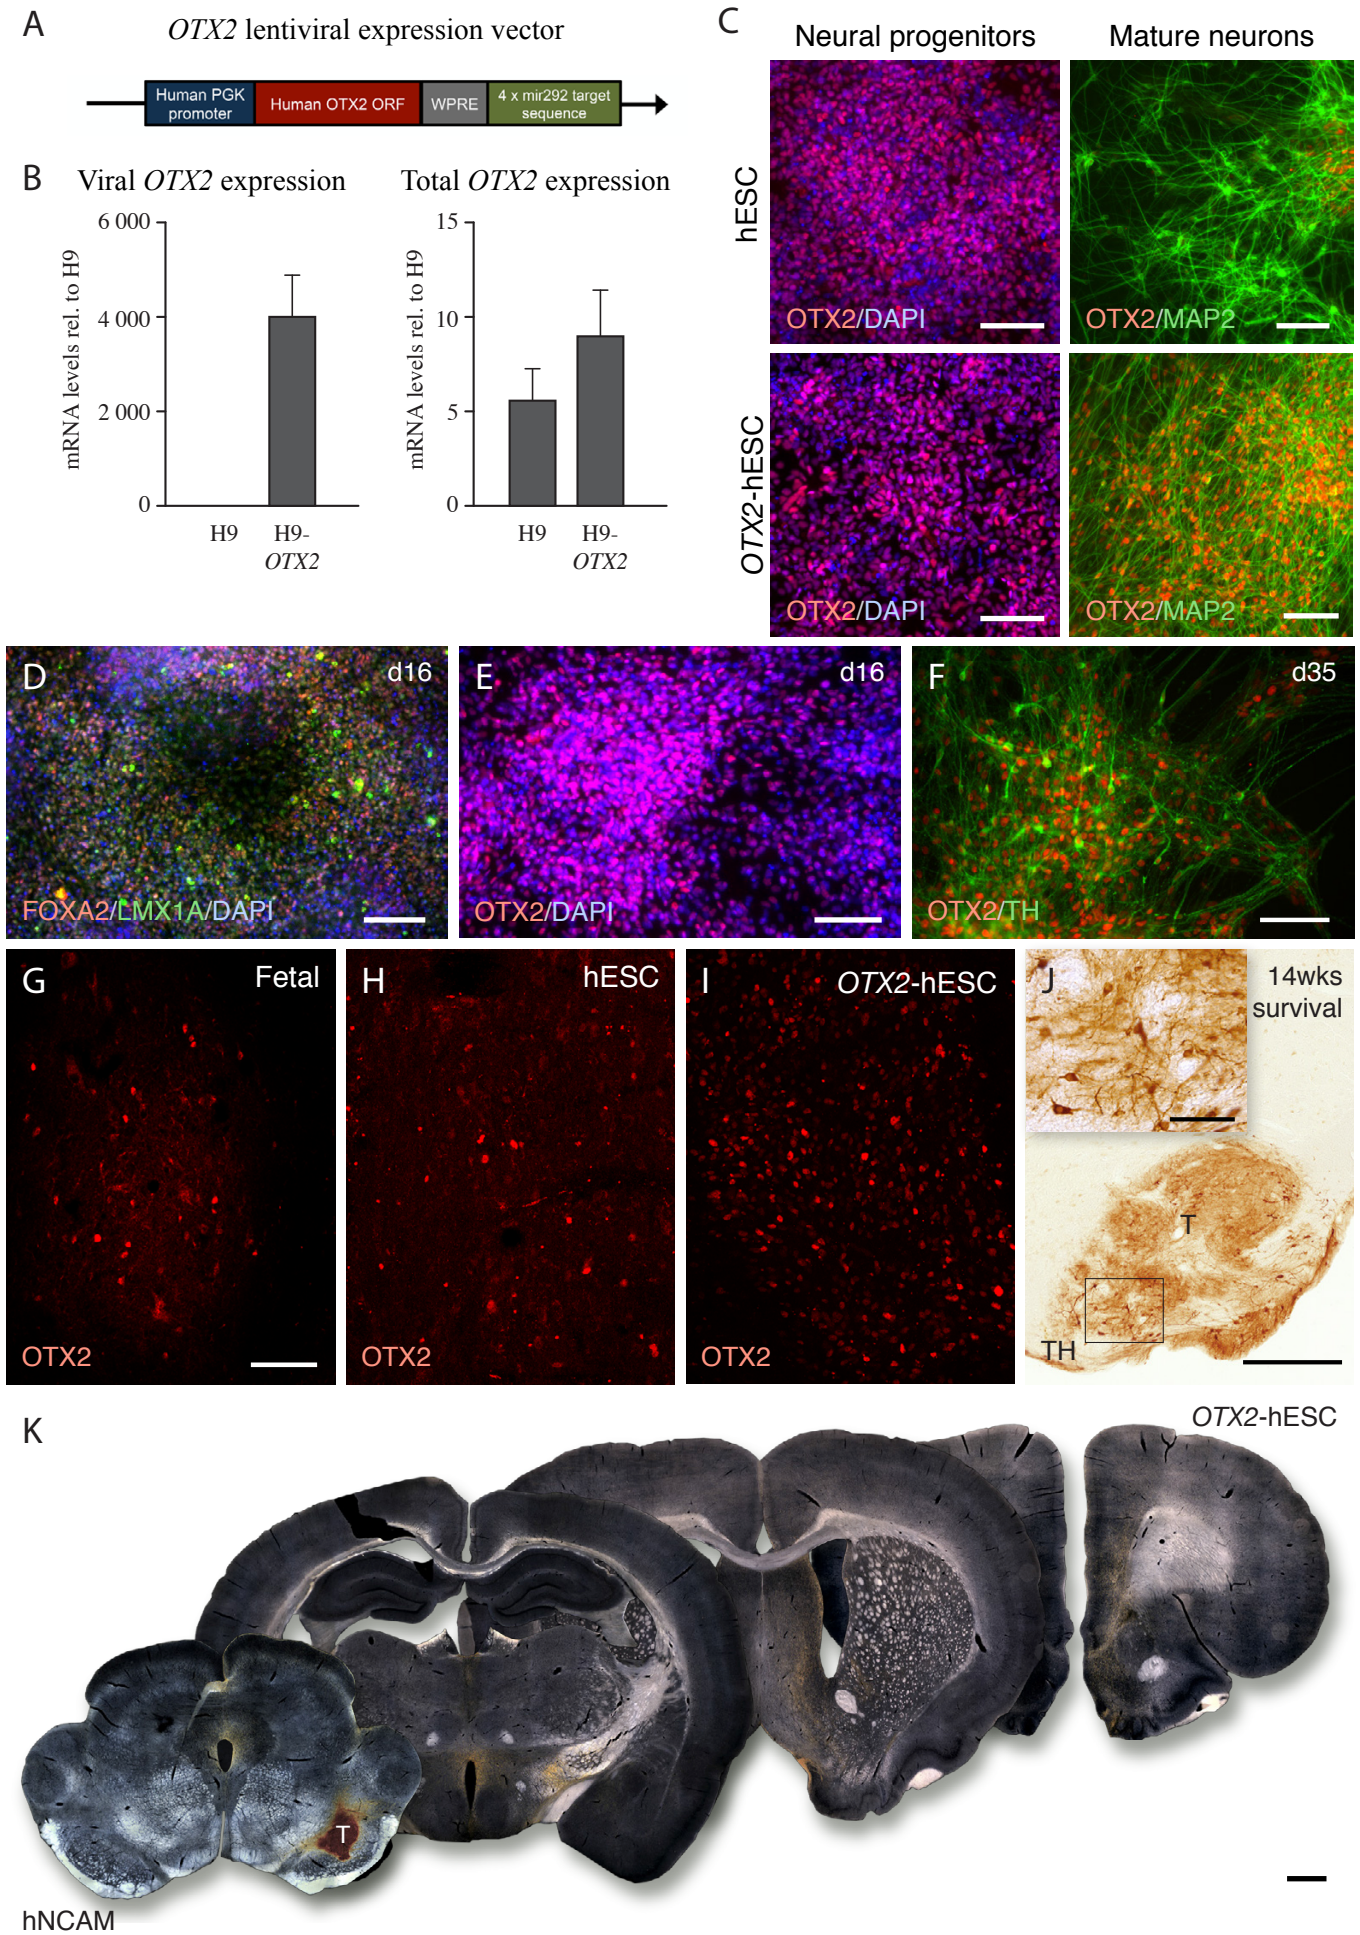 A
OTX2 lentiviral expression vector
Human PGK promoter
Human OTX2 ORF
WPRE
4 x mir292 target sequence
B
Viral OTX2 expression
mRNA levels rel. to H9
6 000
4 000
2 000
0
H9
H9-OTX2
Total OTX2 expression
mRNA levels rel. to H9
15
10
5
0
H9
H9-OTX2
C
Neural progenitors
Mature neurons
hESC
OTX2/DAPI
OTX2/MAP2
OTX2-hESC
OTX2/DAPI
OTX2/MAP2
D
d16
FOXA2/LMX1A/DAPI
E
d16
OTX2/DAPI
F
d35
OTX2/TH
G
Fetal
OTX2
H
hESC
OTX2
I
OTX2-hESC
OTX2
J
14wks
survival
T
TH
K
OTX2-hESC
T
hNCAM